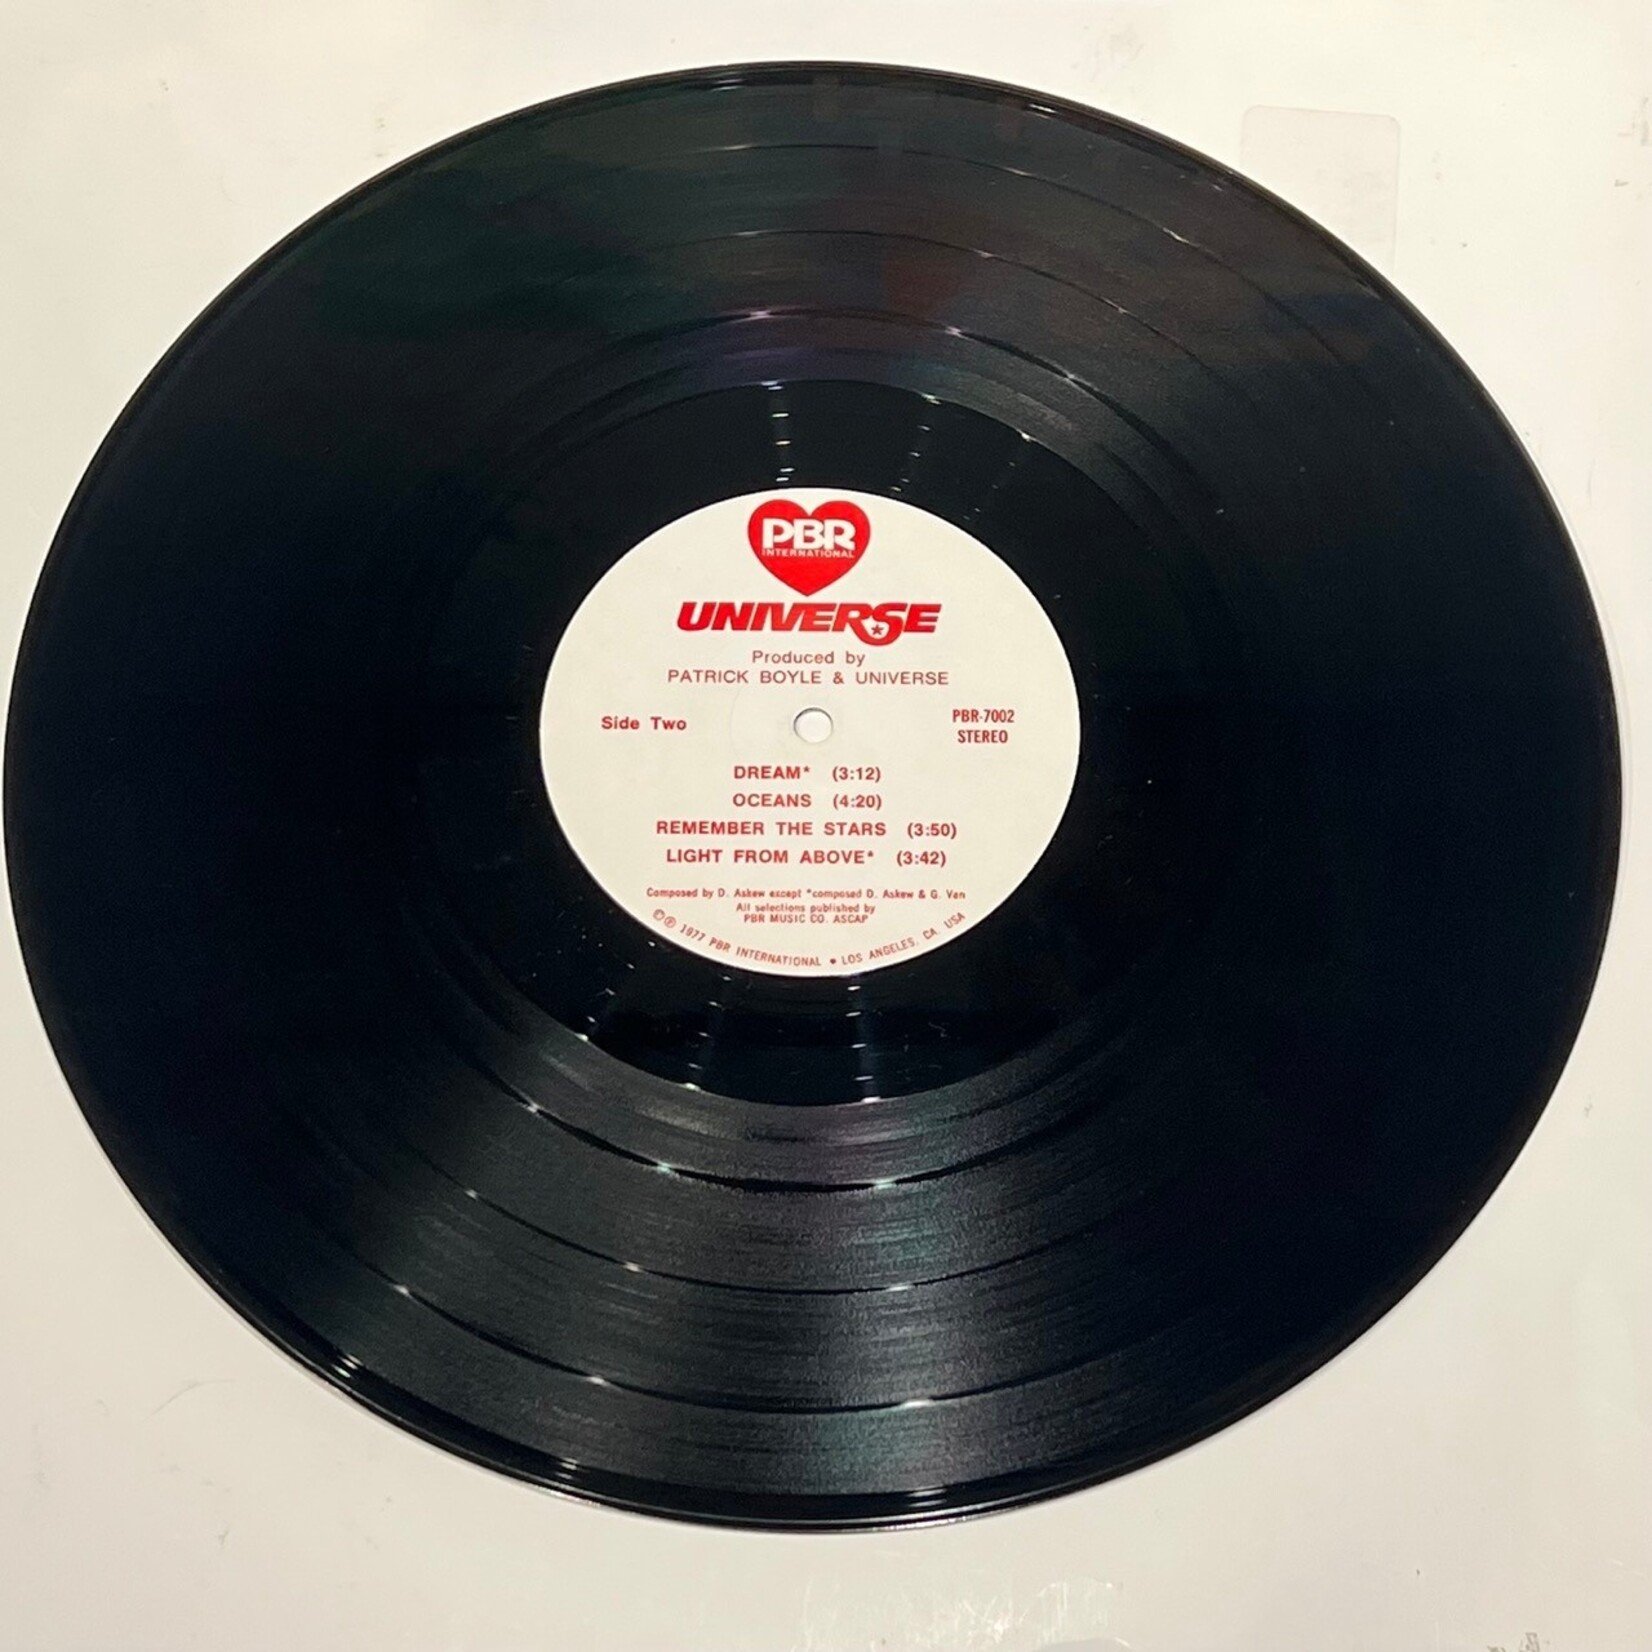 PBR
INTERNATIONAL
UNIVERSE
Produced by
PATRICK BOYLE & UNIVERSE
Side Two
PBR-7002
STEREO
DREAM* (3:12)
OCEANS (4:20)
REMEMBER THE STARS (3:50)
LIGHT FROM ABOVE* (3:42)
Composed by D. Askew except *composed D. Askew & G. Van
All selections published by
PBR MUSIC CO. ASCAP
©℗ 1977 PBR INTERNATIONAL • LOS ANGELES, CA. USA